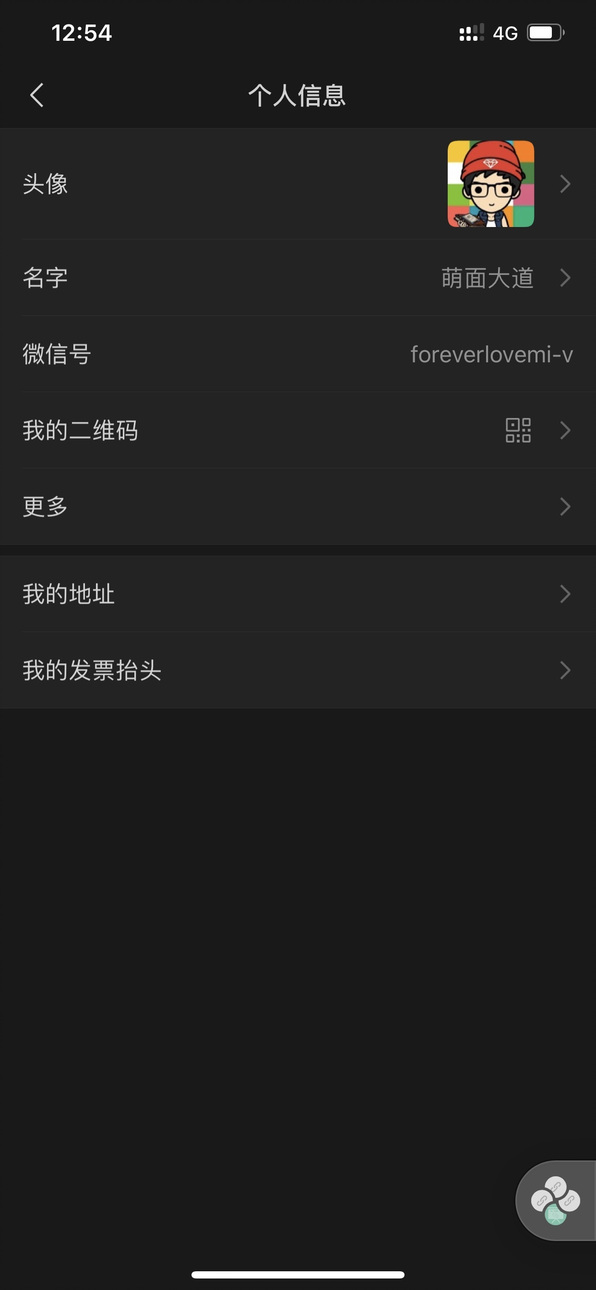 12:54
4G
个人信息
头像
名字
萌面大道
微信号
foreverlovemi-v
我的二维码
更多
我的地址
我的发票抬头